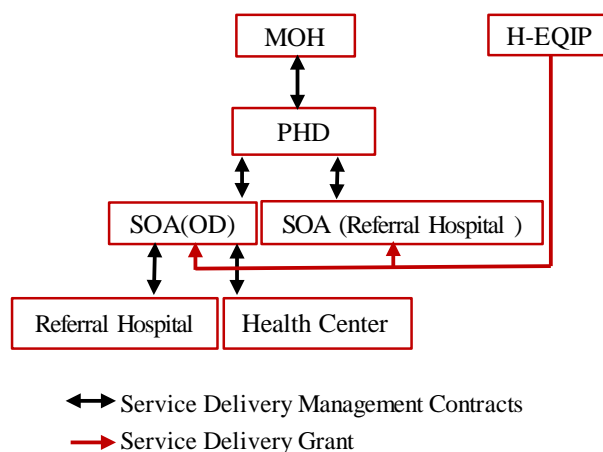 MOH
H-EQIP
PHD
SOA(OD)
SOA (Referral Hospital )
Referral Hospital
Health Center
Service Delivery Management Contracts
Service Delivery Grant